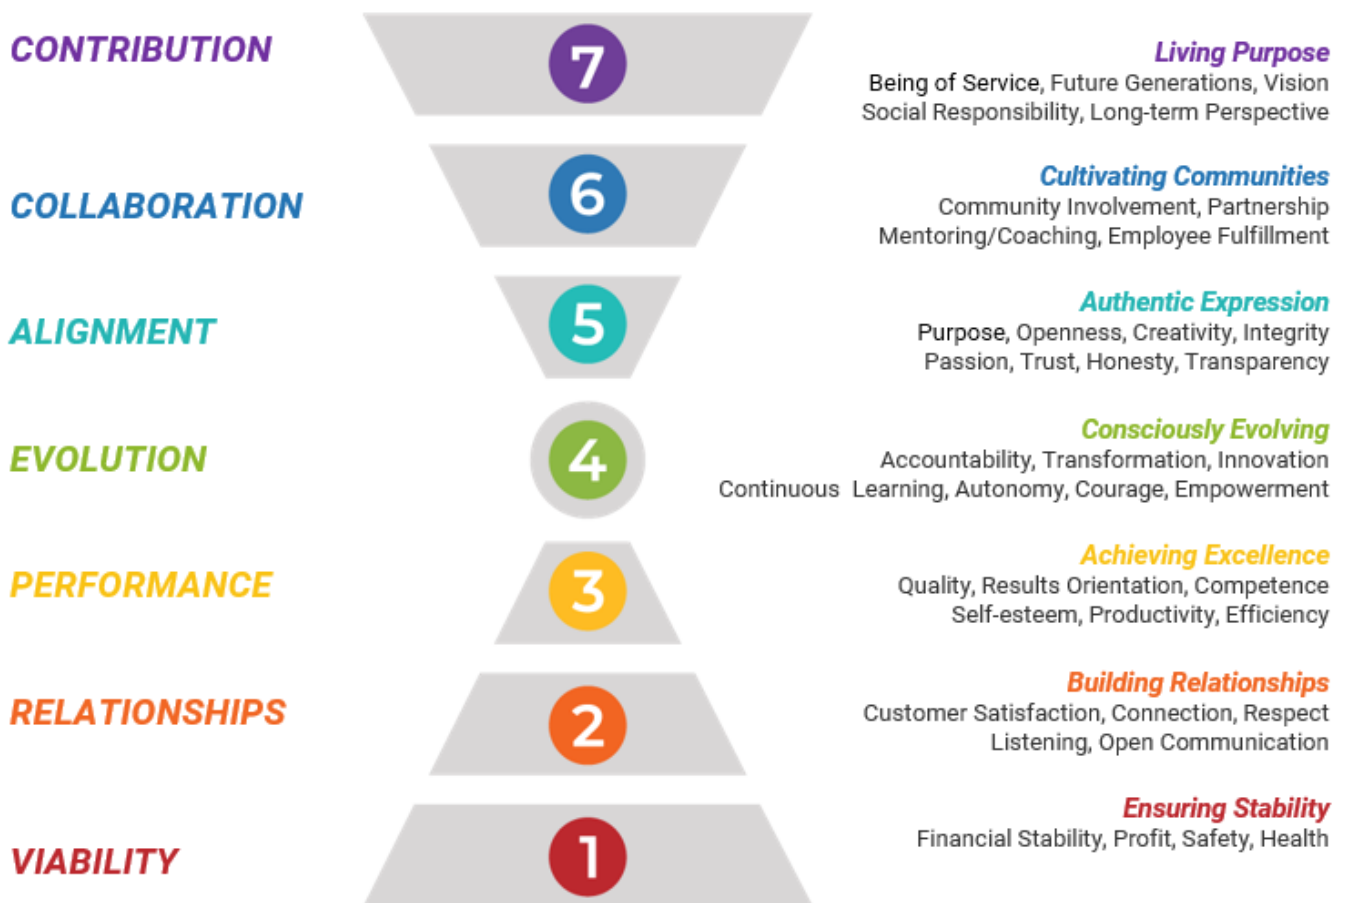 CONTRIBUTION
7
Living Purpose
Being of Service, Future Generations, Vision
Social Responsibility, Long-term Perspective
COLLABORATION
6
Cultivating Communities
Community Involvement, Partnership
Mentoring/Coaching, Employee Fulfillment
ALIGNMENT
5
Authentic Expression
Purpose, Openness, Creativity, Integrity
Passion, Trust, Honesty, Transparency
EVOLUTION
4
Consciously Evolving
Accountability, Transformation, Innovation
Continuous  Learning, Autonomy, Courage, Empowerment
PERFORMANCE
3
Achieving Excellence
Quality, Results Orientation, Competence
Self-esteem, Productivity, Efficiency
RELATIONSHIPS
2
Building Relationships
Customer Satisfaction, Connection, Respect
Listening, Open Communication
VIABILITY
1
Ensuring Stability
Financial Stability, Profit, Safety, Health